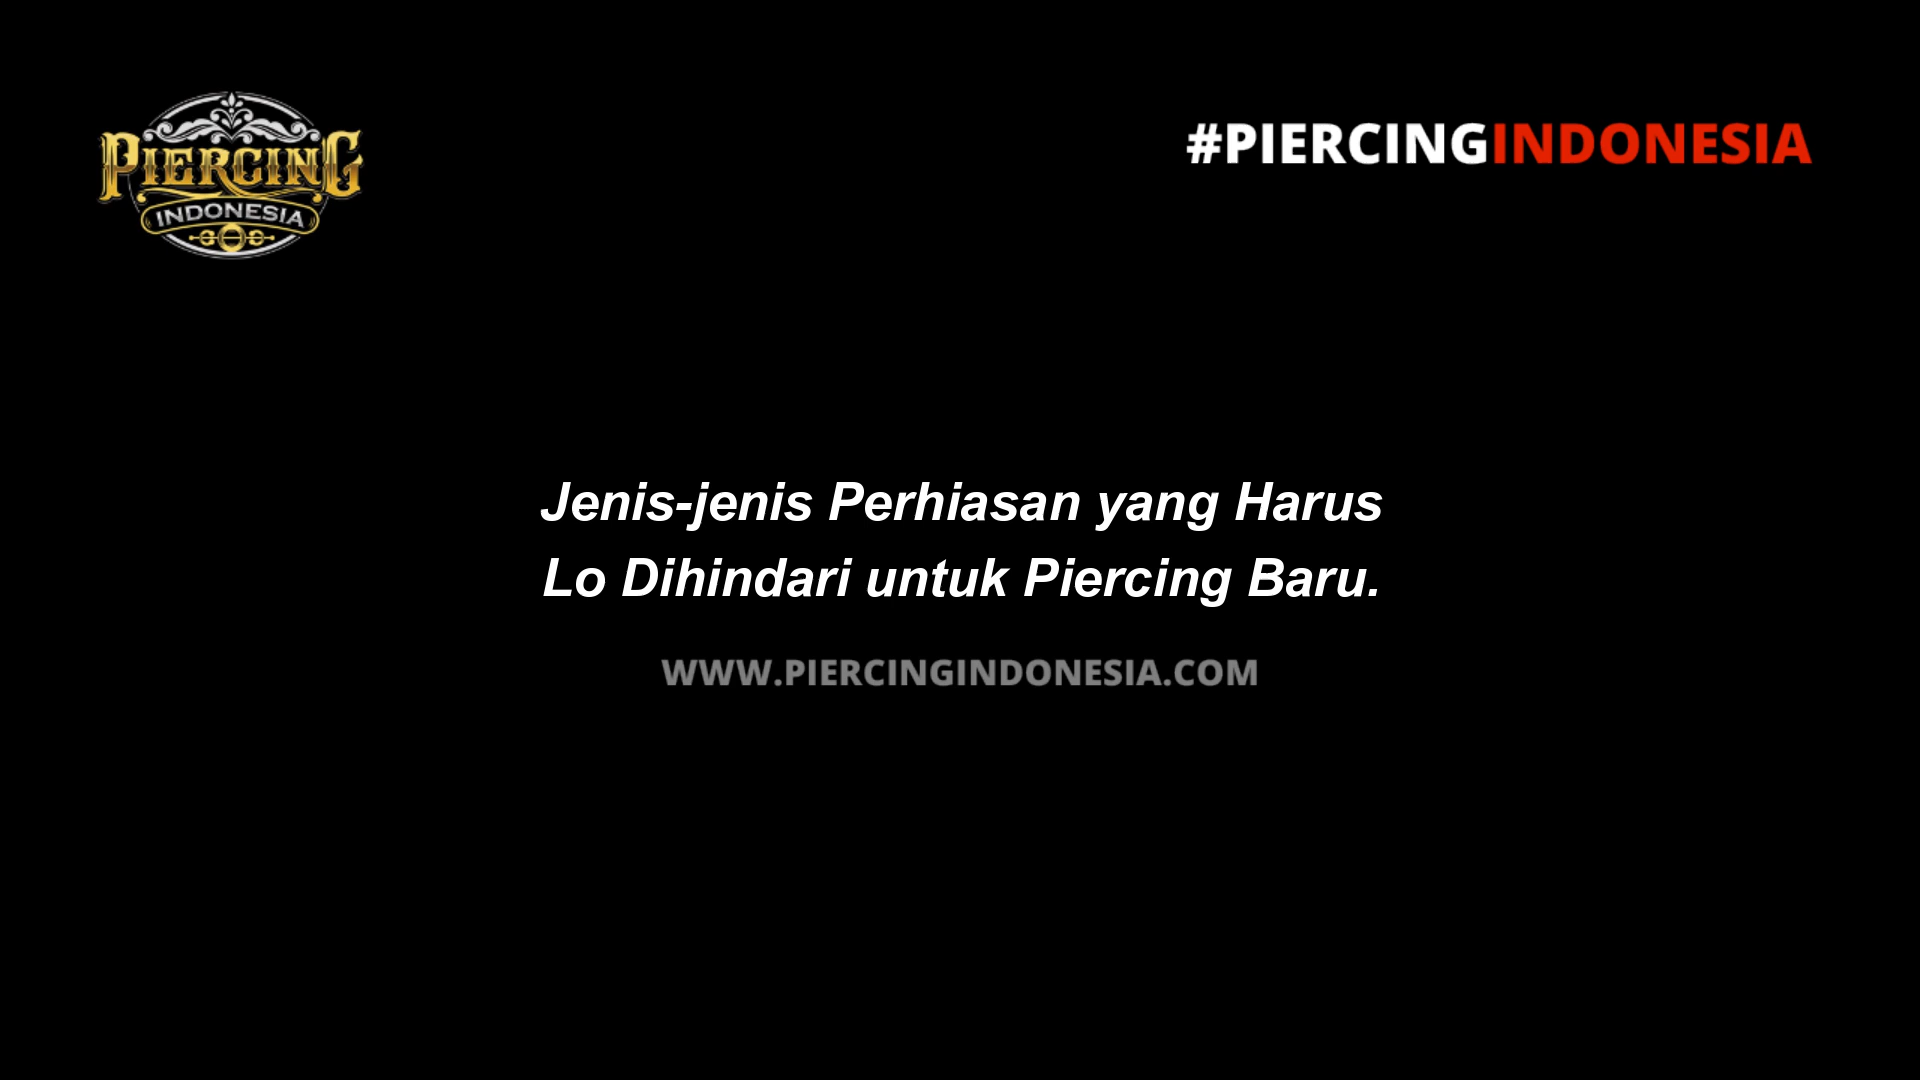 PIERCING
INDONESIA
#PIERCINGINDONESIA
Jenis-jenis Perhiasan yang Harus
Lo Dihindari untuk Piercing Baru.
WWW.PIERCINGINDONESIA.COM